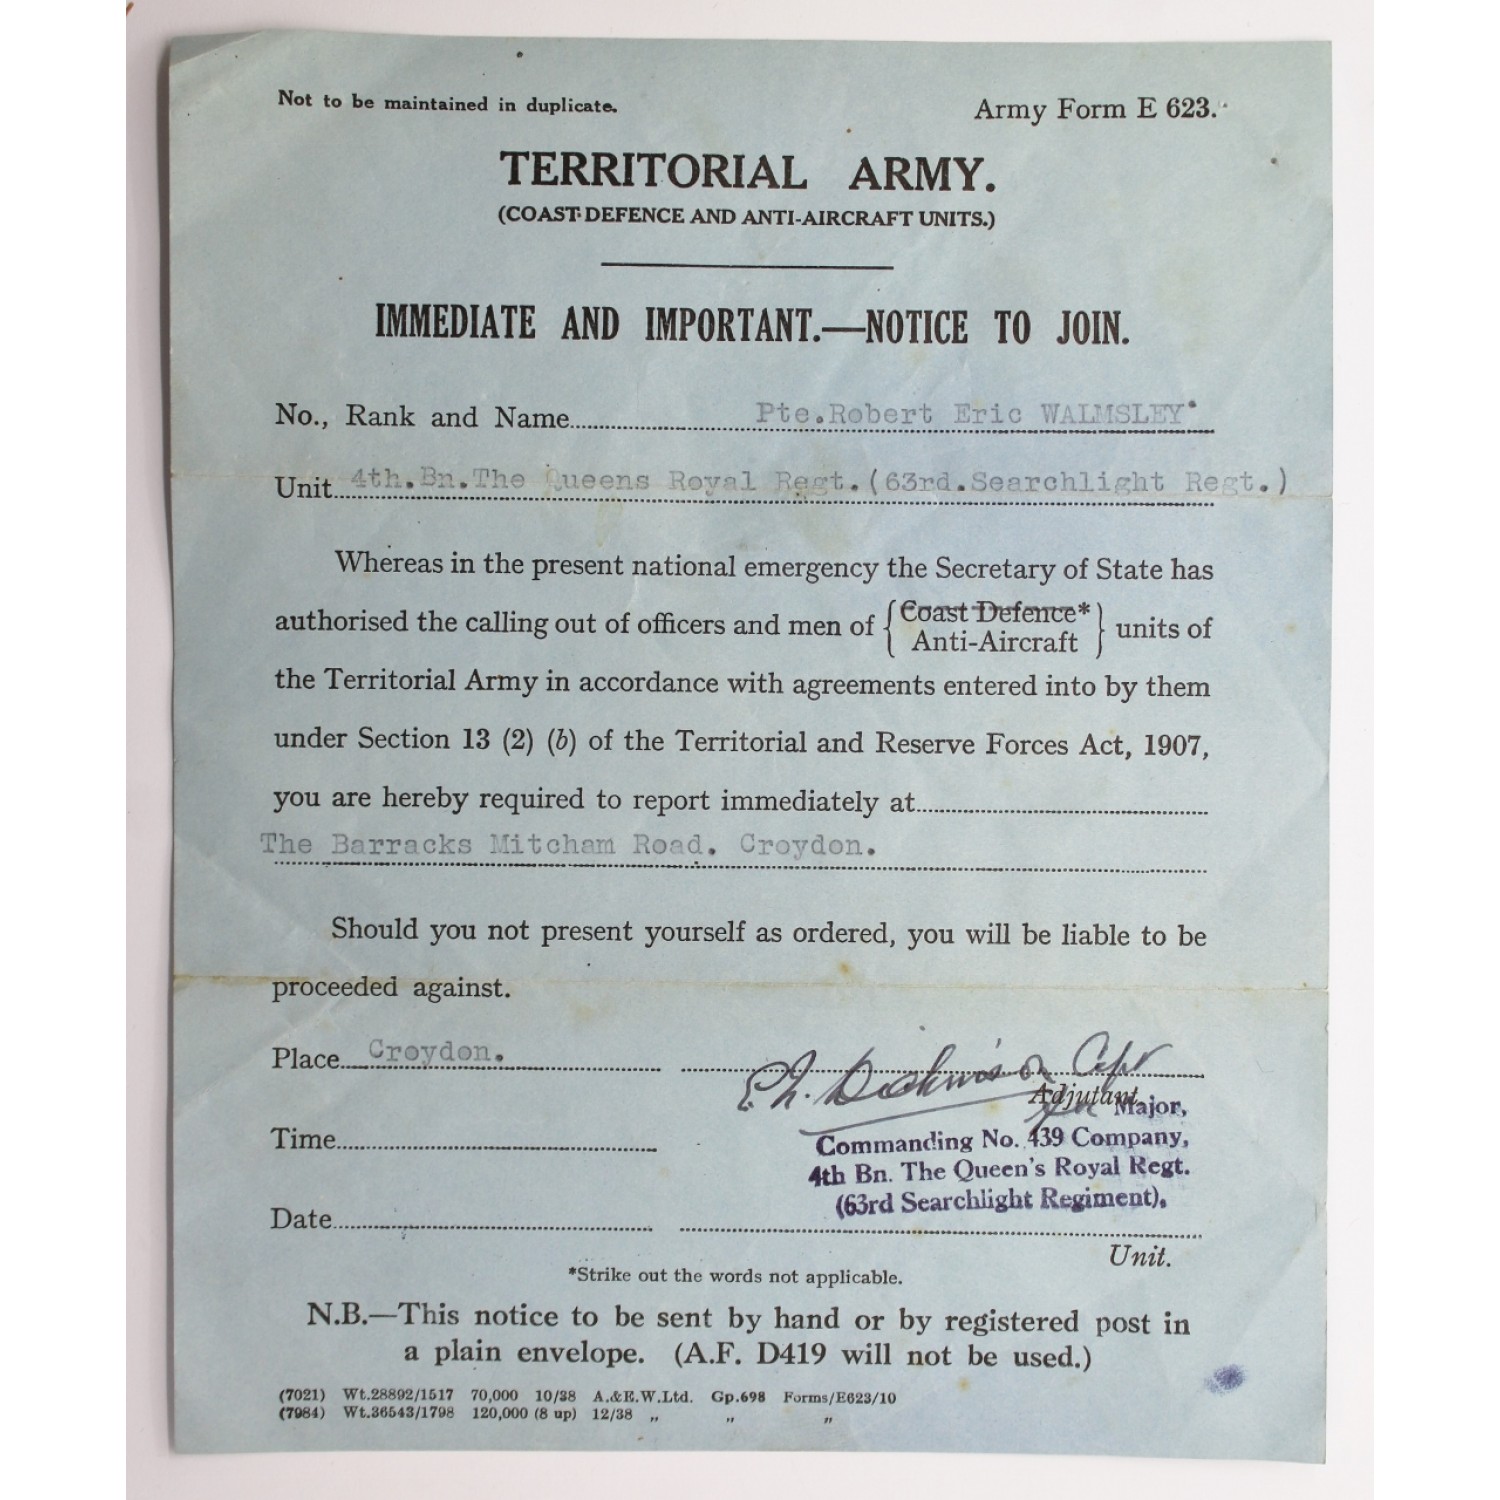 Not to be maintained in duplicate.
Army Form E 623.
TERRITORIAL ARMY.
(COAST DEFENCE AND ANTI-AIRCRAFT UNITS.)
IMMEDIATE AND IMPORTANT.—NOTICE TO JOIN.
No., Rank and Name Pte.Robert Eric WALMSLEY.
Unit 4th.Bn.The Queens Royal Regt.(63rd.Searchlight Regt.)
Whereas in the present national emergency the Secretary of State has
authorised the calling out of officers and men of { Coast Defence*
Anti-Aircraft } units of
the Territorial Army in accordance with agreements entered into by them
under Section 13 (2) (b) of the Territorial and Reserve Forces Act, 1907,
you are hereby required to report immediately at
The Barracks Mitcham Road. Croydon.
Should you not present yourself as ordered, you will be liable to be
proceeded against.
Place Croydon.
Capt
Adjutant.
Major,
Time
Commanding No. 439 Company,
4th Bn. The Queen's Royal Regt.
(63rd Searchlight Regiment).
Date
Unit.
*Strike out the words not applicable.
N.B.—This notice to be sent by hand or by registered post in
a plain envelope. (A.F. D419 will not be used.)
(7021) Wt.28892/1517 70,000 10/38 A.&E.W.Ltd. Gp.698 Forms/E623/10
(7984) Wt.36543/1798 120,000 (8 up) 12/38 „ „ „